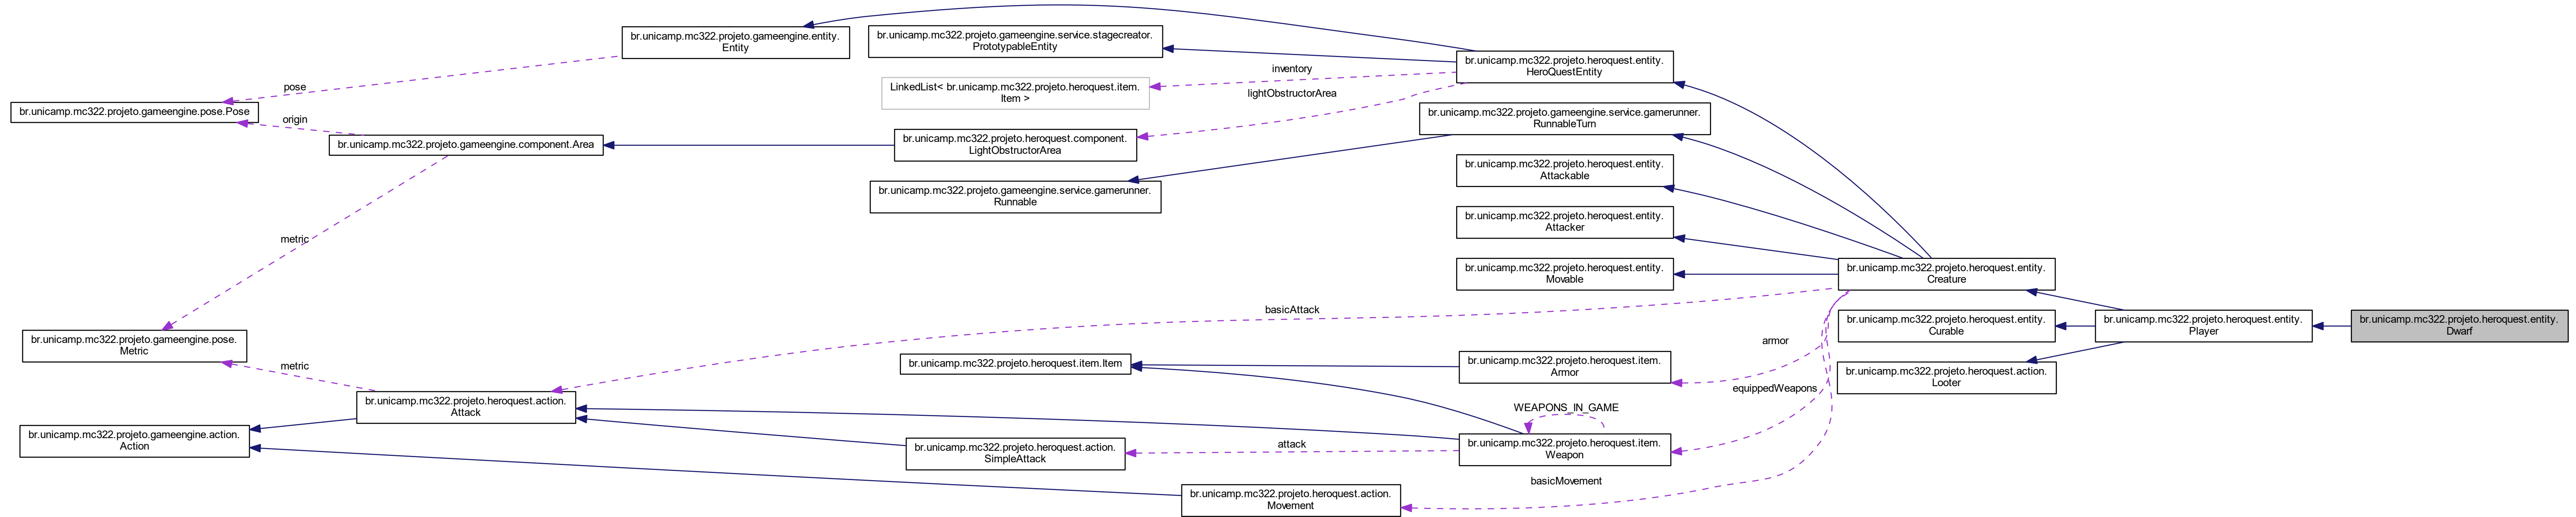 br.unicamp.mc322.projeto.gameengine.entity.
Entity
br.unicamp.mc322.projeto.gameengine.service.stagecreator.
PrototypableEntity
br.unicamp.mc322.projeto.heroquest.entity.
HeroQuestEntity
inventory
pose
LinkedList< br.unicamp.mc322.projeto.heroquest.item.
Item >
lightObstructorArea
br.unicamp.mc322.projeto.gameengine.pose.Pose
origin
br.unicamp.mc322.projeto.gameengine.service.gamerunner.
RunnableTurn
br.unicamp.mc322.projeto.gameengine.component.Area
br.unicamp.mc322.projeto.heroquest.component.
LightObstructorArea
br.unicamp.mc322.projeto.heroquest.entity.
Attackable
br.unicamp.mc322.projeto.gameengine.service.gamerunner.
Runnable
br.unicamp.mc322.projeto.heroquest.entity.
Attacker
metric
br.unicamp.mc322.projeto.heroquest.entity.
Movable
br.unicamp.mc322.projeto.heroquest.entity.
Creature
basicAttack
br.unicamp.mc322.projeto.heroquest.entity.
Curable
br.unicamp.mc322.projeto.heroquest.entity.
Player
br.unicamp.mc322.projeto.heroquest.entity.
Dwarf
br.unicamp.mc322.projeto.gameengine.pose.
Metric
armor
metric
br.unicamp.mc322.projeto.heroquest.item.Item
br.unicamp.mc322.projeto.heroquest.item.
Armor
br.unicamp.mc322.projeto.heroquest.action.
Looter
equippedWeapons
br.unicamp.mc322.projeto.heroquest.action.
Attack
WEAPONS_IN_GAME
br.unicamp.mc322.projeto.gameengine.action.
Action
br.unicamp.mc322.projeto.heroquest.action.
SimpleAttack
attack
br.unicamp.mc322.projeto.heroquest.item.
Weapon
basicMovement
br.unicamp.mc322.projeto.heroquest.action.
Movement